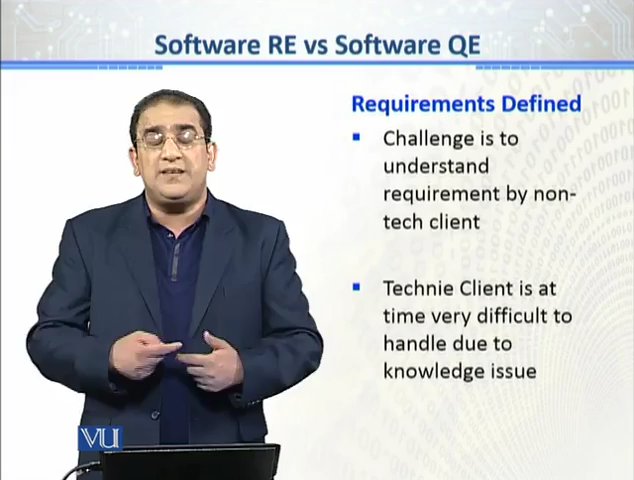 Software RE vs Software QE
Requirements Defined
Challenge is to
understand
requirement by non-
tech client
Technie Client is at
time very difficult to
handle due to
knowledge issue
VU